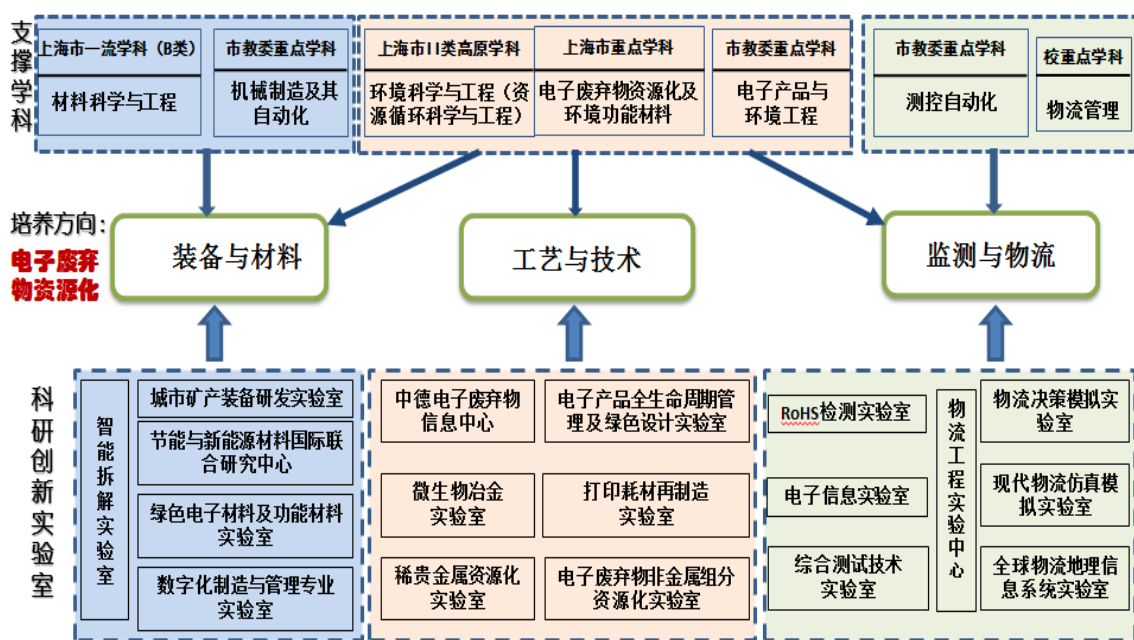 支撑学科
上海市一流学科（B类）
材料科学与工程
市教委重点学科
机械制造及其
自动化
上海市II类高原学科
环境科学与工程（资
源循环科学与工程）
上海市重点学科
电子废弃物资源化及
环境功能材料
市教委重点学科
电子产品与
环境工程
市教委重点学科
测控自动化
校重点学科
物流管理
培养方向：
电子废弃
物资源化
装备与材料
工艺与技术
监测与物流
科研创新实验室
智能拆解实验室
城市矿产装备研发实验室
节能与新能源材料国际联
合研究中心
绿色电子材料及功能材料
实验室
数字化制造与管理专业
实验室
中德电子废弃物
信息中心
电子产品全生命周期管
理及绿色设计实验室
微生物冶金
实验室
打印耗材再制造
实验室
稀贵金属资源化
实验室
电子废弃物非金属组分
资源化实验室
RoHS检测实验室
电子信息实验室
综合测试技术
实验室
物流工程实验中心
物流决策模拟实
验室
现代物流仿真模
拟实验室
全球物流地理信
息系统实验室